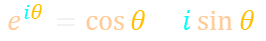 e^{iθ} = cos θ   i sin θ